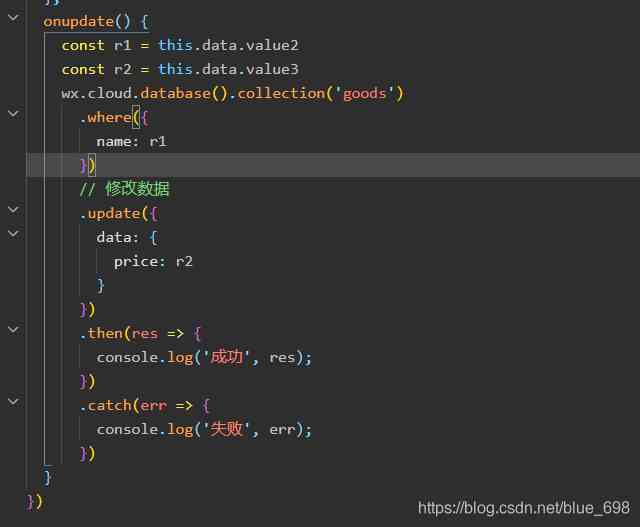 },
onupdate() {
const r1 = this.data.value2
const r2 = this.data.value3
wx.cloud.database().collection('goods')
.where({
name: r1
})
// 修改数据
.update({
data: {
price: r2
}
})
.then(res => {
console.log('成功', res);
})
.catch(err => {
console.log('失败', err);
})
}
})
https://blog.csdn.net/blue_698